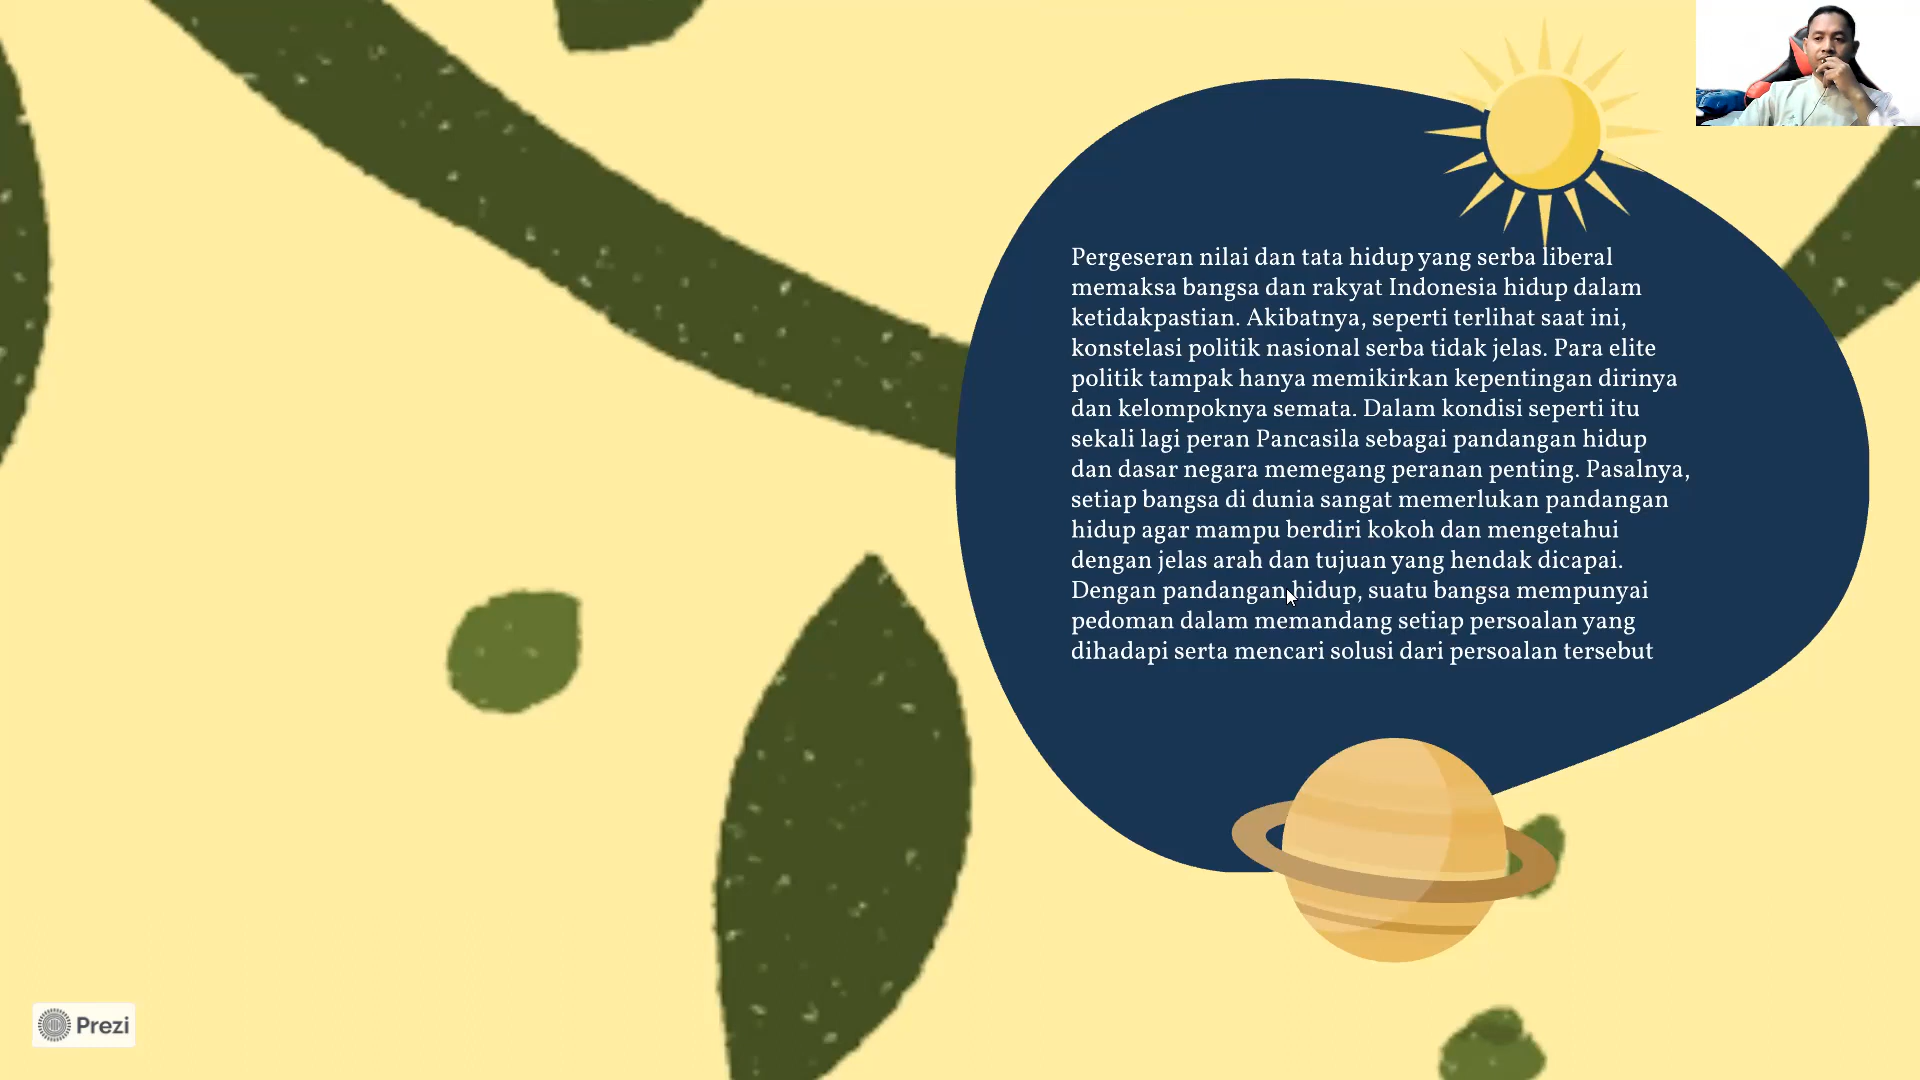 Pergeseran nilai dan tata hidup yang serba liberal
memaksa bangsa dan rakyat Indonesia hidup dalam
ketidakpastian. Akibatnya, seperti terlihat saat ini,
konstelasi politik nasional serba tidak jelas. Para elite
politik tampak hanya memikirkan kepentingan dirinya
dan kelompoknya semata. Dalam kondisi seperti itu
sekali lagi peran Pancasila sebagai pandangan hidup
dan dasar negara memegang peranan penting. Pasalnya,
setiap bangsa di dunia sangat memerlukan pandangan
hidup agar mampu berdiri kokoh dan mengetahui
dengan jelas arah dan tujuan yang hendak dicapai.
Dengan pandangan hidup, suatu bangsa mempunyai
pedoman dalam memandang setiap persoalan yang
dihadapi serta mencari solusi dari persoalan tersebut
Prezi